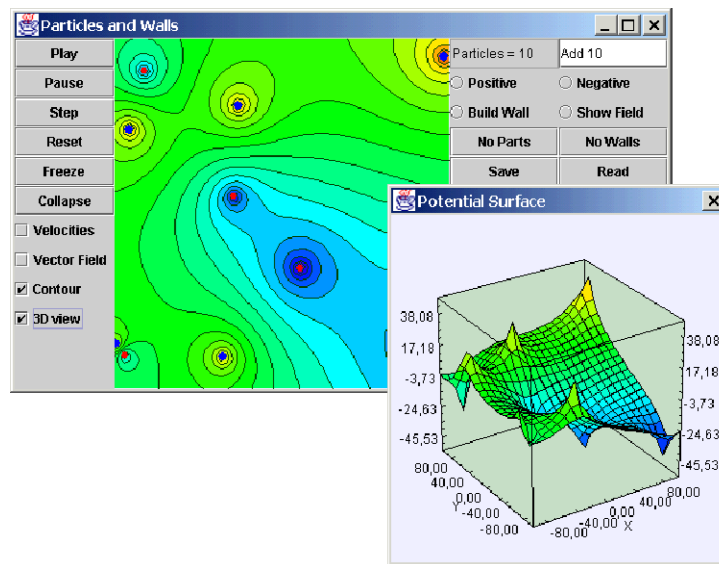 Particles and Walls
Play
Pause
Step
Reset
Freeze
Collapse
Velocities
Vector Field
Contour
3D view
Particles = 10 Add 10
Positive Negative
Build Wall Show Field
No Parts No Walls
Save Read
Potential Surface
38,08
17,18
-3,73
-24,63
-45,53
38,08
17,18
-3,73
-24,63
-45,53
80,00
40,00
0,00
-40,00
-80,00
Y
-80,00
-40,00
0,00
40,00
80,00
X